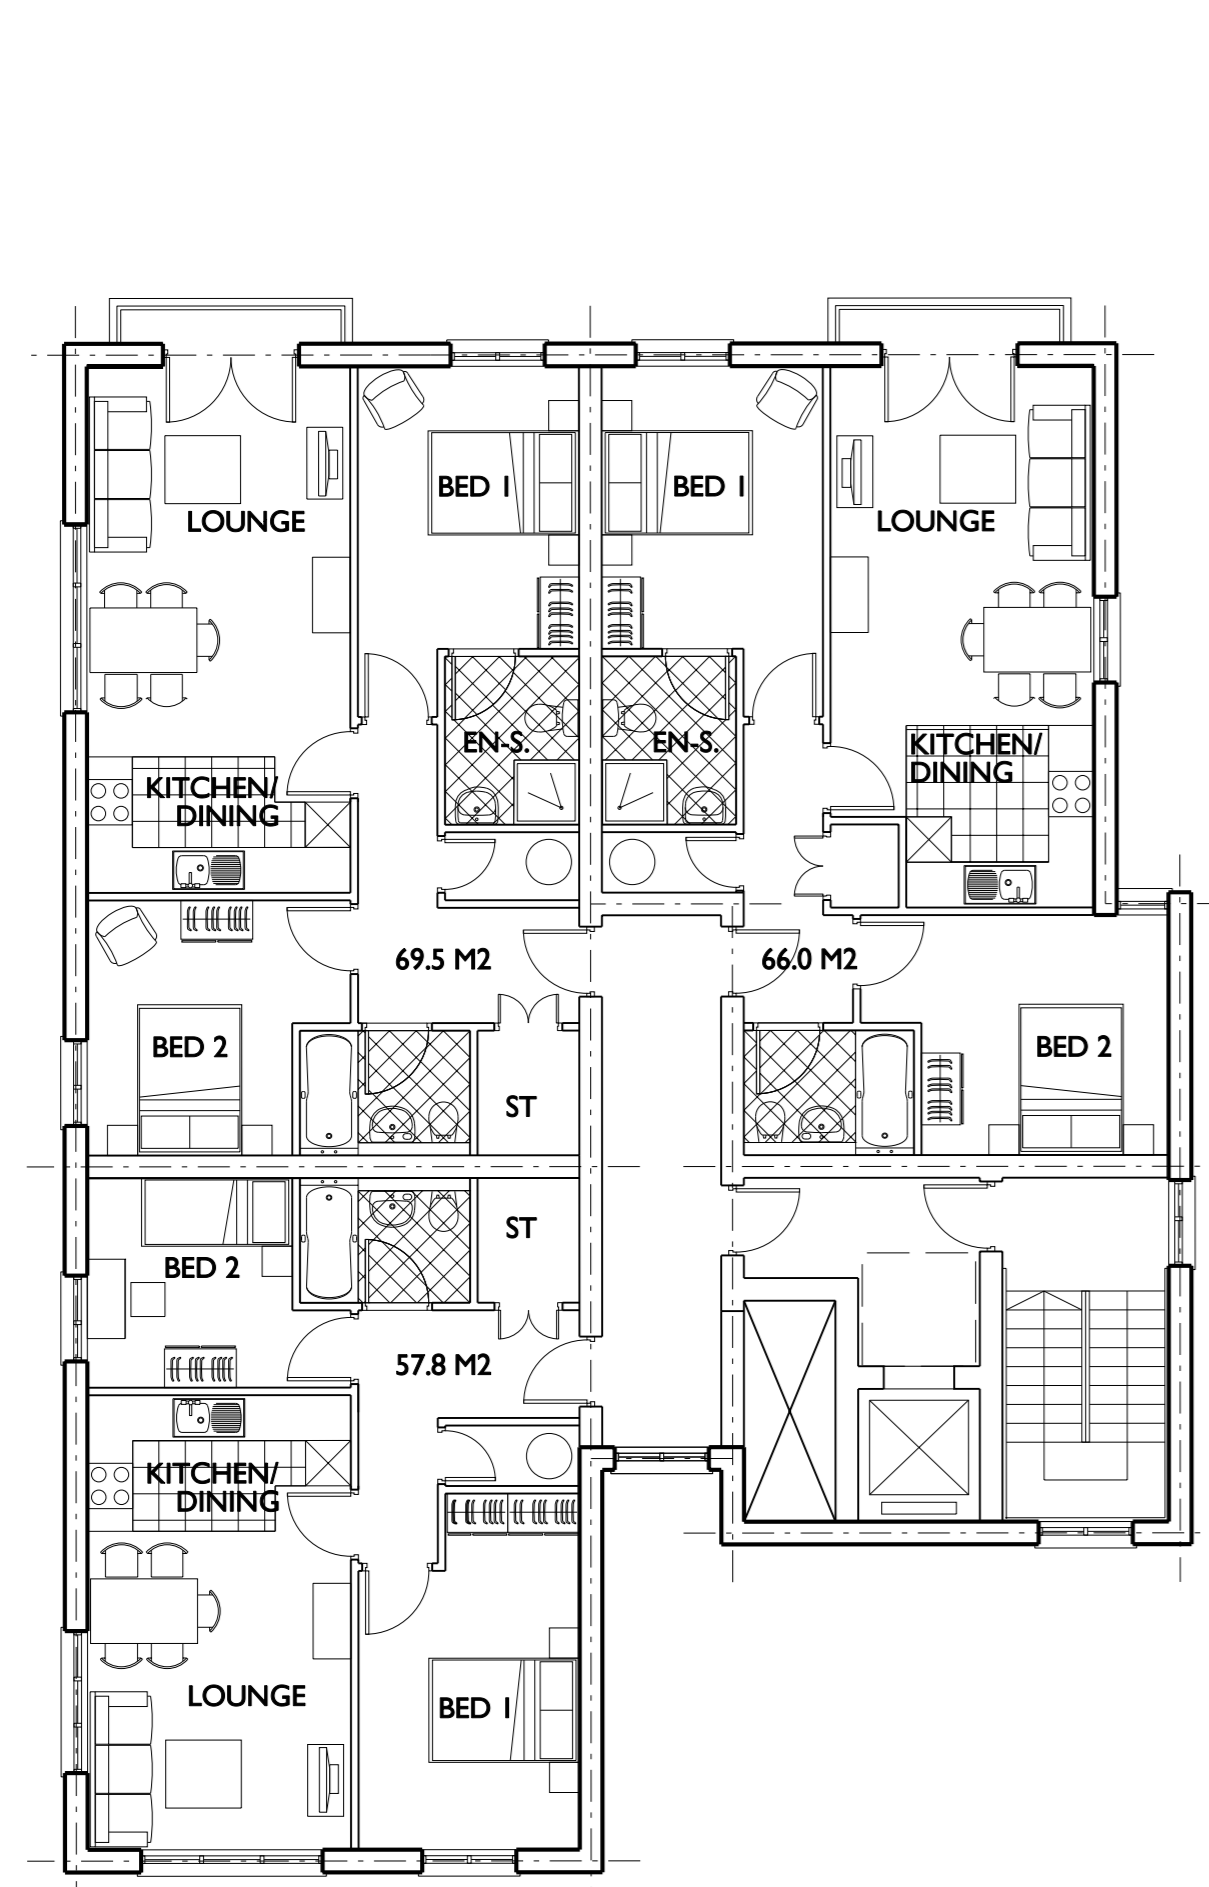 BED 1
BED 1
LOUNGE
LOUNGE
EN-S.
EN-S.
KITCHEN/
DINING
KITCHEN/
DINING
69.5 M2
66.0 M2
BED 2
BED 2
ST
ST
BED 2
57.8 M2
KITCHEN/
DINING
LOUNGE
BED 1